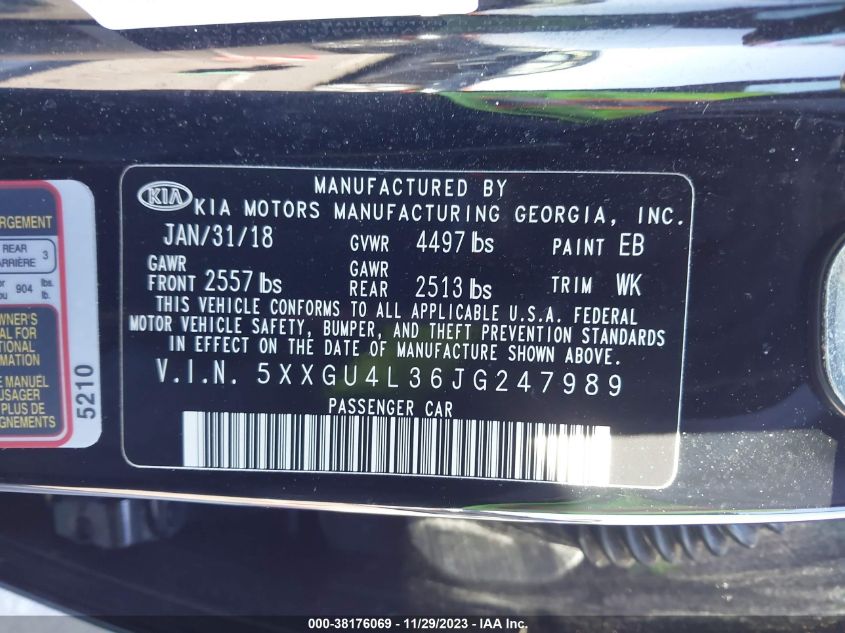 MANUFACTURED BY
KIA KIA MOTORS MANUFACTURING GEORGIA, INC.
JAN/31/18 GVWR 4497 lbs PAINT EB
GAWR FRONT 2557 lbs GAWR REAR 2513 lbs TRIM WK
THIS VEHICLE CONFORMS TO ALL APPLICABLE U.S.A. FEDERAL
MOTOR VEHICLE SAFETY, BUMPER, AND THEFT PREVENTION STANDARDS
IN EFFECT ON THE DATE OF MANUFACTURE SHOWN ABOVE.
V.I.N. 5XXGU4L36JG247989
PASSENGER CAR
REAR 3
904 lbs.
lb.
5210
000-38176069 - 11/29/2023 - IAA Inc.